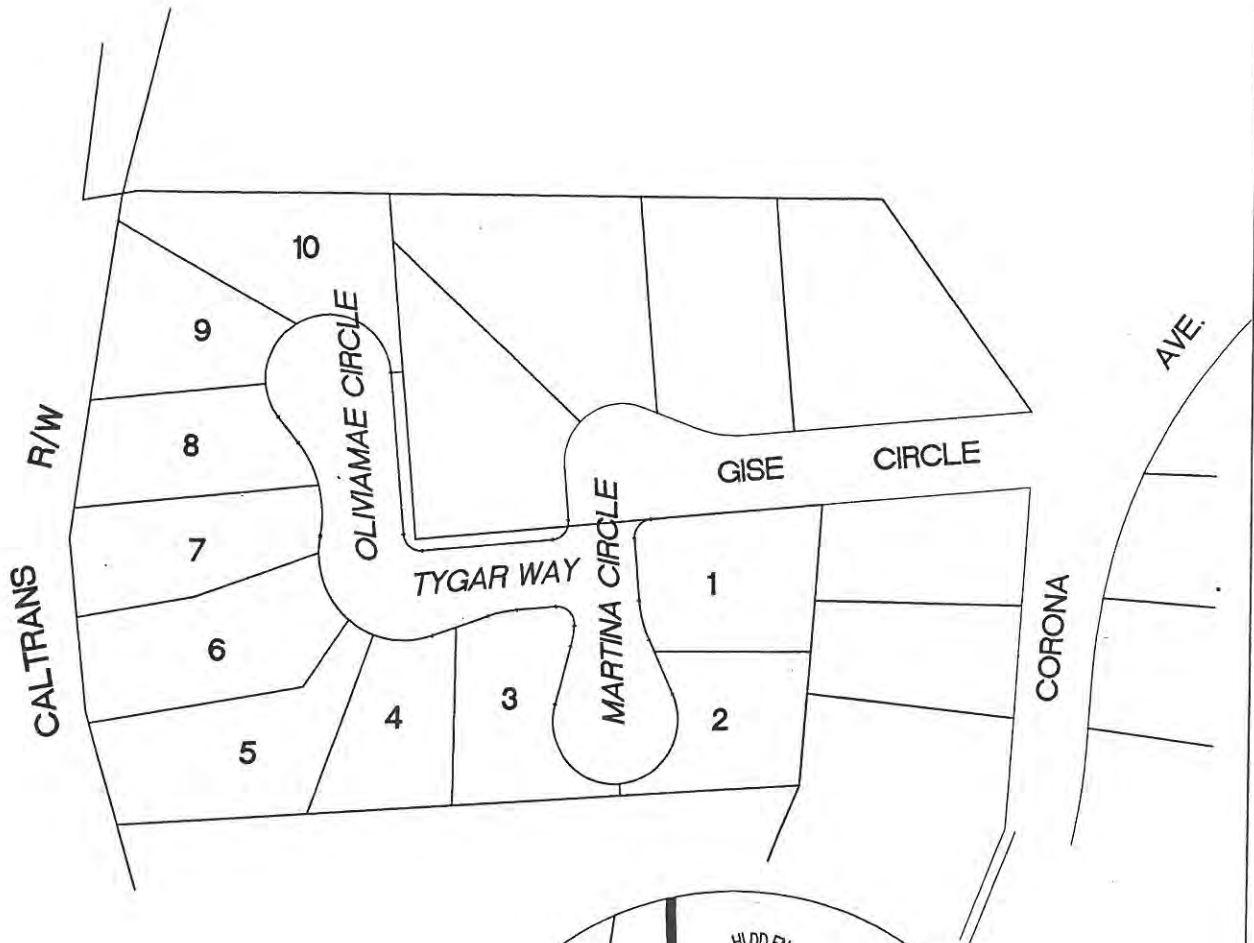 10
9
8
7
6
5
4
3
2
1
OLIVIAMAE CIRCLE
TYGAR WAY
MARTINA CIRCLE
GISE CIRCLE
CORONA AVE.
CALTRANS R/W